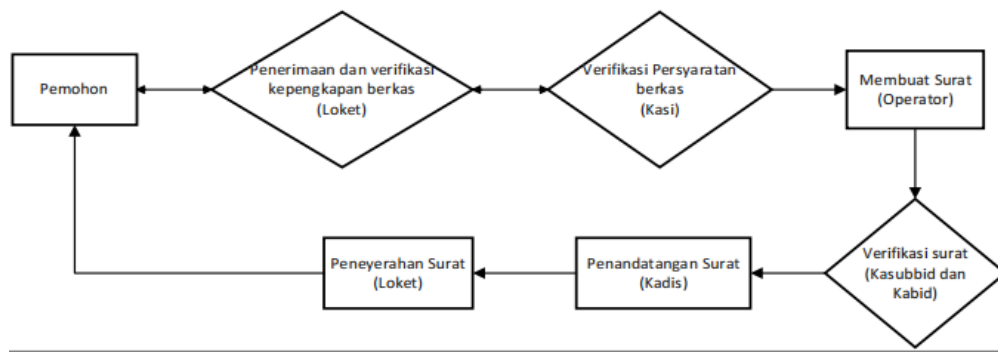 Pemohon
Penerimaan dan verifikasi
kepengkapan berkas
(Loket)
Verifikasi Persyaratan
berkas
(Kasi)
Membuat Surat
(Operator)
Verifikasi surat
(Kasubbid dan
Kabid)
Penandatangan Surat
(Kadis)
Peneyerahan Surat
(Loket)